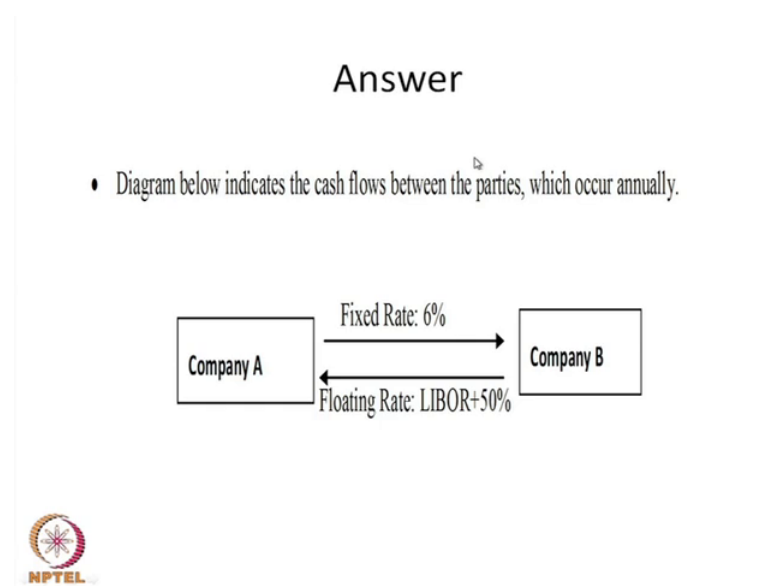 Answer
• Diagram below indicates the cash flows between the parties, which occur annually.
Fixed Rate: 6%
Company A
Company B
Floating Rate: LIBOR+50%
NPTEL